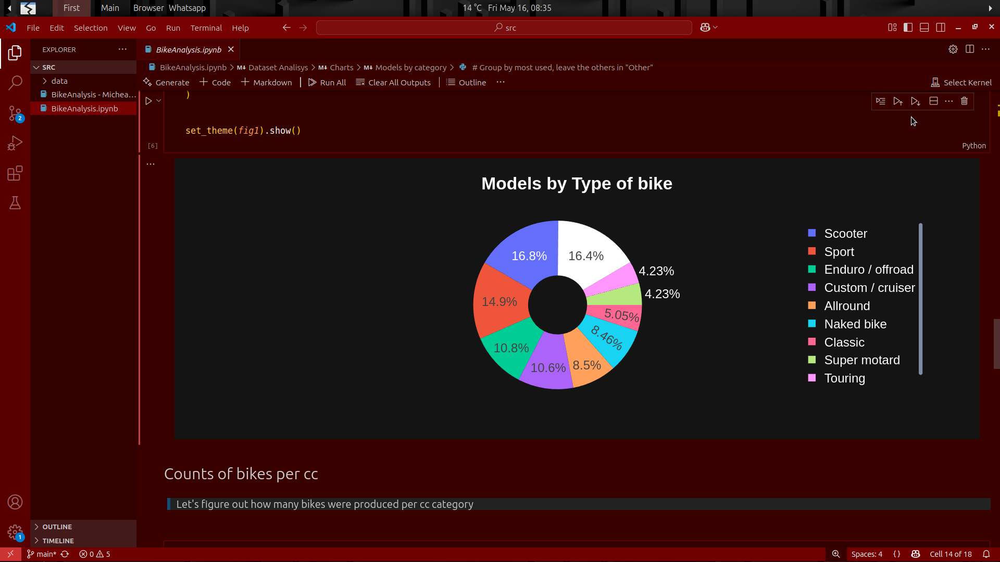 First Main Browser Whatsapp 14 °C Fri May 16, 08:35
File Edit Selection View Go Run Terminal Help src
EXPLORER
BikeAnalysis.ipynb
SRC
BikeAnalysis.ipynb > M↓ Dataset Analisys > M↓ Charts > M↓ Models by category > # Group by most used, leave the others in "Other"
data
Generate + Code + Markdown Run All Clear All Outputs Outline ... Select Kernel
BikeAnalysis - Michea...
BikeAnalysis.ipynb
)
set_theme(fig1).show()
[6]
Python
Models by Type of bike
16.8%
16.4%
4.23%
4.23%
5.05%
8.46%
8.5%
10.6%
10.8%
14.9%
Scooter
Sport
Enduro / offroad
Custom / cruiser
Allround
Naked bike
Classic
Super motard
Touring
Counts of bikes per cc
Let's figure out how many bikes were produced per cc category
2
1
OUTLINE
TIMELINE
main* 0 5 Spaces: 4 {} Cell 14 of 18